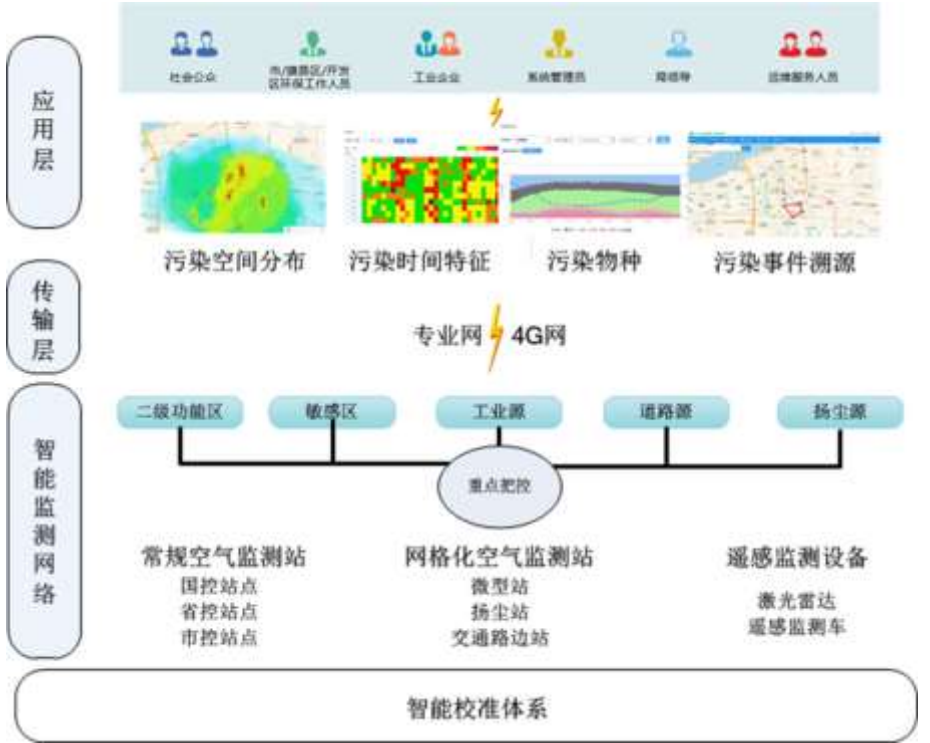 应用层
社会公众
市/镇园区/开发
区环保工作人员
工业企业
系统管理员
局领导
运维服务人员
污染空间分布
污染时间特征
污染物种
污染事件溯源
传输层
专业网
4G网
智能监测网络
二级功能区
敏感区
工业源
道路源
扬尘源
重点把控
常规空气监测站
国控站点
省控站点
市控站点
网格化空气监测站
微型站
扬尘站
交通路边站
遥感监测设备
激光雷达
遥感监测车
智能校准体系